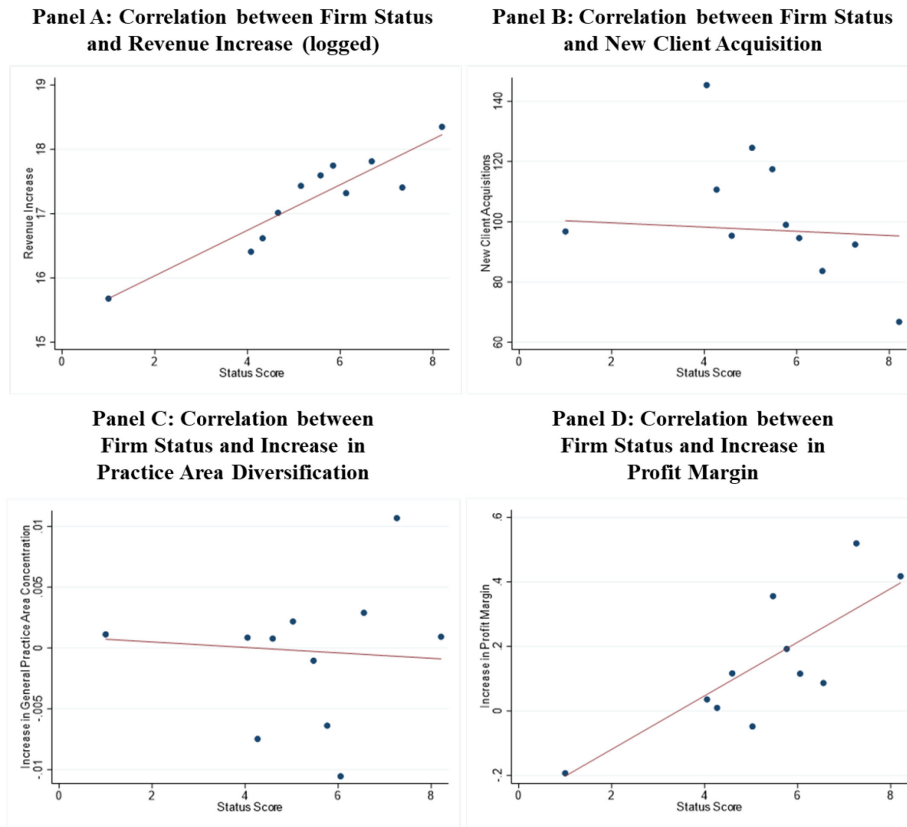 Panel A: Correlation between Firm Status
and Revenue Increase (logged)
Revenue Increase
19
18
17
16
15
0 2 4 6 8
Status Score
Panel B: Correlation between Firm Status
and New Client Acquisition
New Client Acquisitions
140
120
100
80
60
0 2 4 6 8
Status Score
Panel C: Correlation between
Firm Status and Increase in
Practice Area Diversification
Increase in General Practice Area Concentration
.01
.005
0
-.005
-.01
0 2 4 6 8
Status Score
Panel D: Correlation between
Firm Status and Increase in
Profit Margin
Increase in Profit Margin
.6
.4
.2
0
-.2
0 2 4 6 8
Status Score